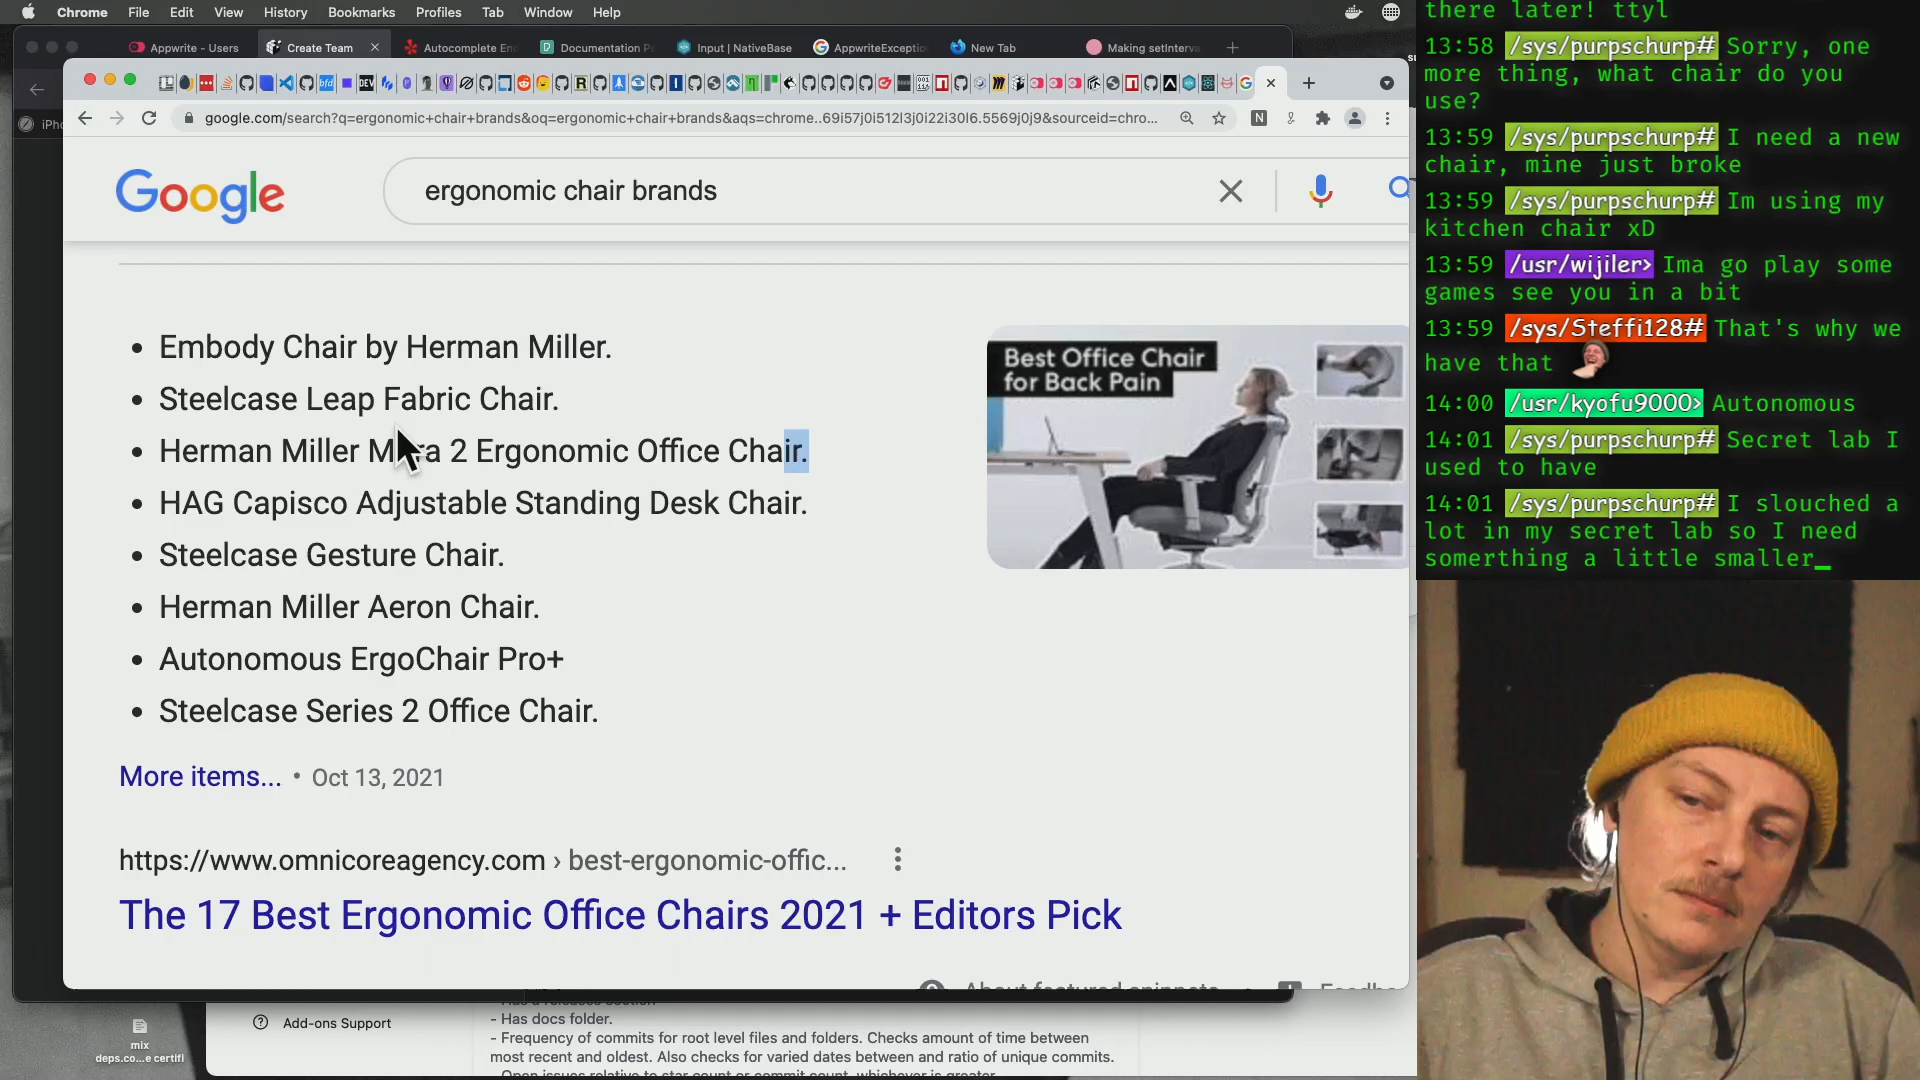 Chrome File Edit View History Bookmarks Profiles Tab Window Help
Appwrite - Users
Create Team
Autocomplete
Documentation
Input | NativeBase
AppwriteExceptio
New Tab
Making setInterva
google.com/search?q=ergonomic+chair+brands&oq=ergonomic+chair+brands&aqs=chrome..69i57j0i512l3j0i22i30l6.5569j0j9&sourceid=chro...
Google
ergonomic chair brands
• Embody Chair by Herman Miller.
• Steelcase Leap Fabric Chair.
• Herman Miller M a 2 Ergonomic Office Chair.
• HAG Capisco Adjustable Standing Desk Chair.
• Steelcase Gesture Chair.
• Herman Miller Aeron Chair.
• Autonomous ErgoChair Pro+
• Steelcase Series 2 Office Chair.
Best Office Chair
for Back Pain
More items... • Oct 13, 2021
https://www.omnicoreagency.com › best-ergonomic-offic...
The 17 Best Ergonomic Office Chairs 2021 + Editors Pick
Add-ons Support
mix
deps.co...e certifi
- Has docs folder.
- Frequency of commits for root level files and folders. Checks amount of time between
most recent and oldest. Also checks for varied dates between and ratio of unique commits.
there later! ttyl
13:58 /sys/purpschurp# Sorry, one
more thing, what chair do you
use?
13:59 /sys/purpschurp# I need a new
chair, mine just broke
13:59 /sys/purpschurp# Im using my
kitchen chair xD
13:59 /usr/wijiler> Ima go play some
games see you in a bit
13:59 /sys/Steffi128# That's why we
have that
14:00 /usr/kyofu9000> Autonomous
14:01 /sys/purpschurp# Secret lab I
used to have
14:01 /sys/purpschurp# I slouched a
lot in my secret lab so I need
somerthing a little smaller_